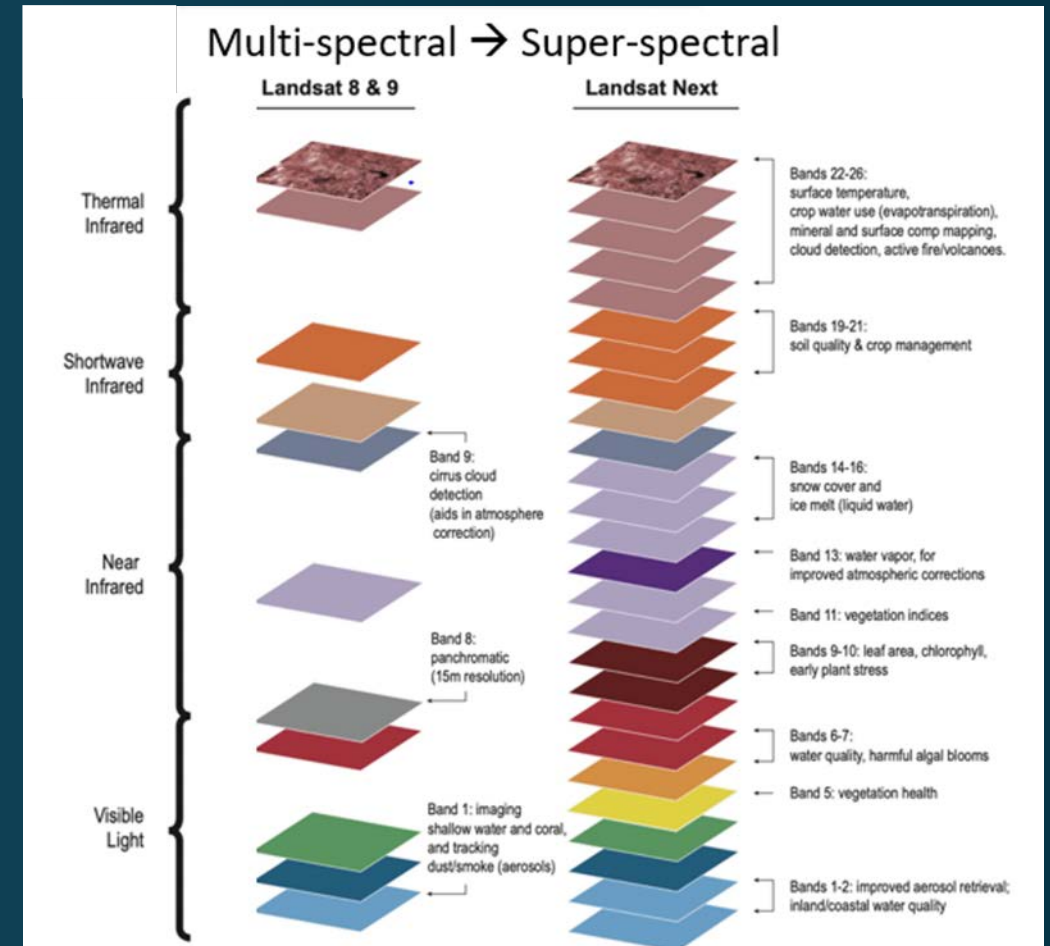 Multi-spectral → Super-spectral
Landsat 8 & 9
Landsat Next
Thermal
Infrared
Shortwave
Infrared
Near
Infrared
Visible
Light
Band 9:
cirrus cloud
detection
(aids in atmosphere
correction)
Band 8:
panchromatic
(15m resolution)
Band 1: imaging
shallow water and coral,
and tracking
dust/smoke (aerosols)
Bands 22-26:
surface temperature,
crop water use (evapotranspiration),
mineral and surface comp mapping,
cloud detection, active fire/volcanoes.
Bands 19-21:
soil quality & crop management
Bands 14-16:
snow cover and
ice melt (liquid water)
Band 13: water vapor, for
improved atmospheric corrections
Band 11: vegetation indices
Bands 9-10: leaf area, chlorophyll,
early plant stress
Bands 6-7:
water quality, harmful algal blooms
Band 5: vegetation health
Bands 1-2: improved aerosol retrieval;
inland/coastal water quality